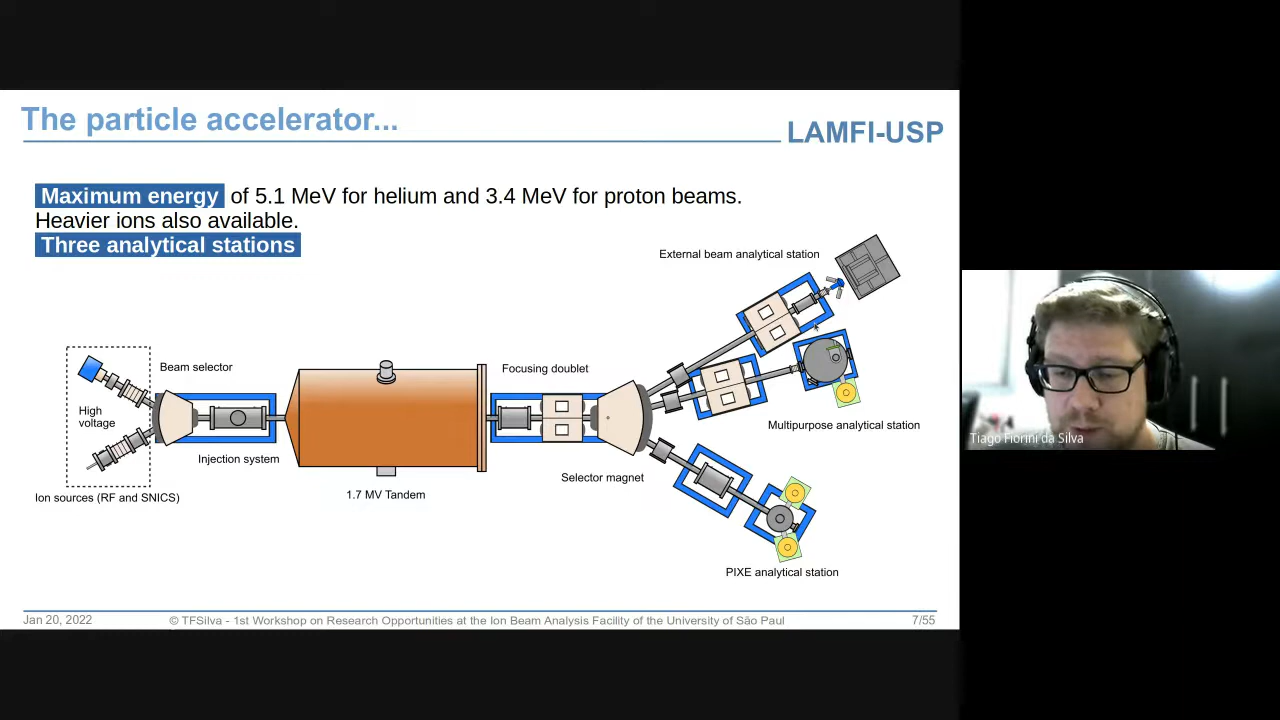 The particle accelerator...
LAMFI-USP
Maximum energy of 5.1 MeV for helium and 3.4 MeV for proton beams.
Heavier ions also available.
Three analytical stations
External beam analytical station
Beam selector
Focusing doublet
High
voltage
Multipurpose analytical station
Injection system
Selector magnet
Ion sources (RF and SNICS)
1.7 MV Tandem
PIXE analytical station
Tiago Fiorini da Silva
Jan 20, 2022
© TFSilva - 1st Workshop on Research Opportunities at the Ion Beam Analysis Facility of the University of São Paul
7/55